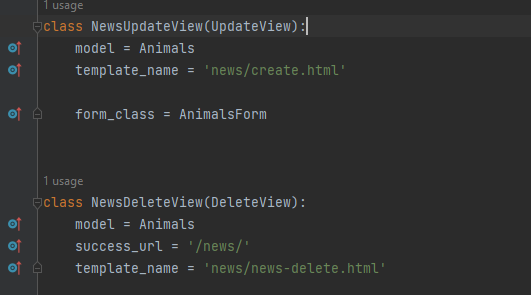 1 usage
class NewsUpdateView(UpdateView):
    model = Animals
    template_name = 'news/create.html'
    form_class = AnimalsForm
1 usage
class NewsDeleteView(DeleteView):
    model = Animals
    success_url = '/news/'
    template_name = 'news/news-delete.html'